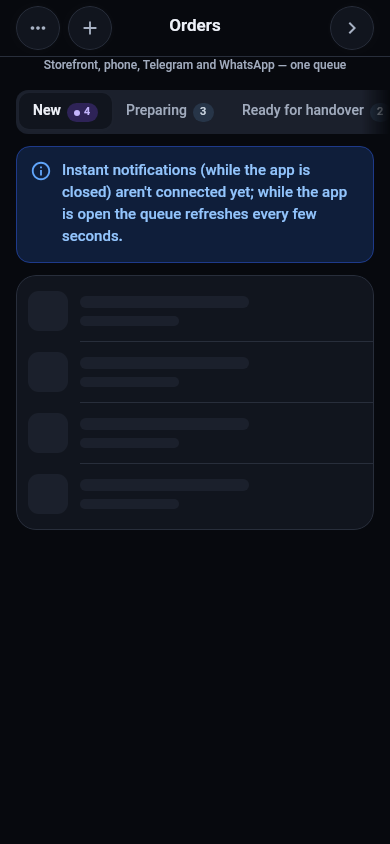 Orders
Storefront, phone, Telegram and WhatsApp — one queue
New 4 Preparing 3 Ready for handover 2
Instant notifications (while the app is
closed) aren't connected yet; while the app
is open the queue refreshes every few
seconds.